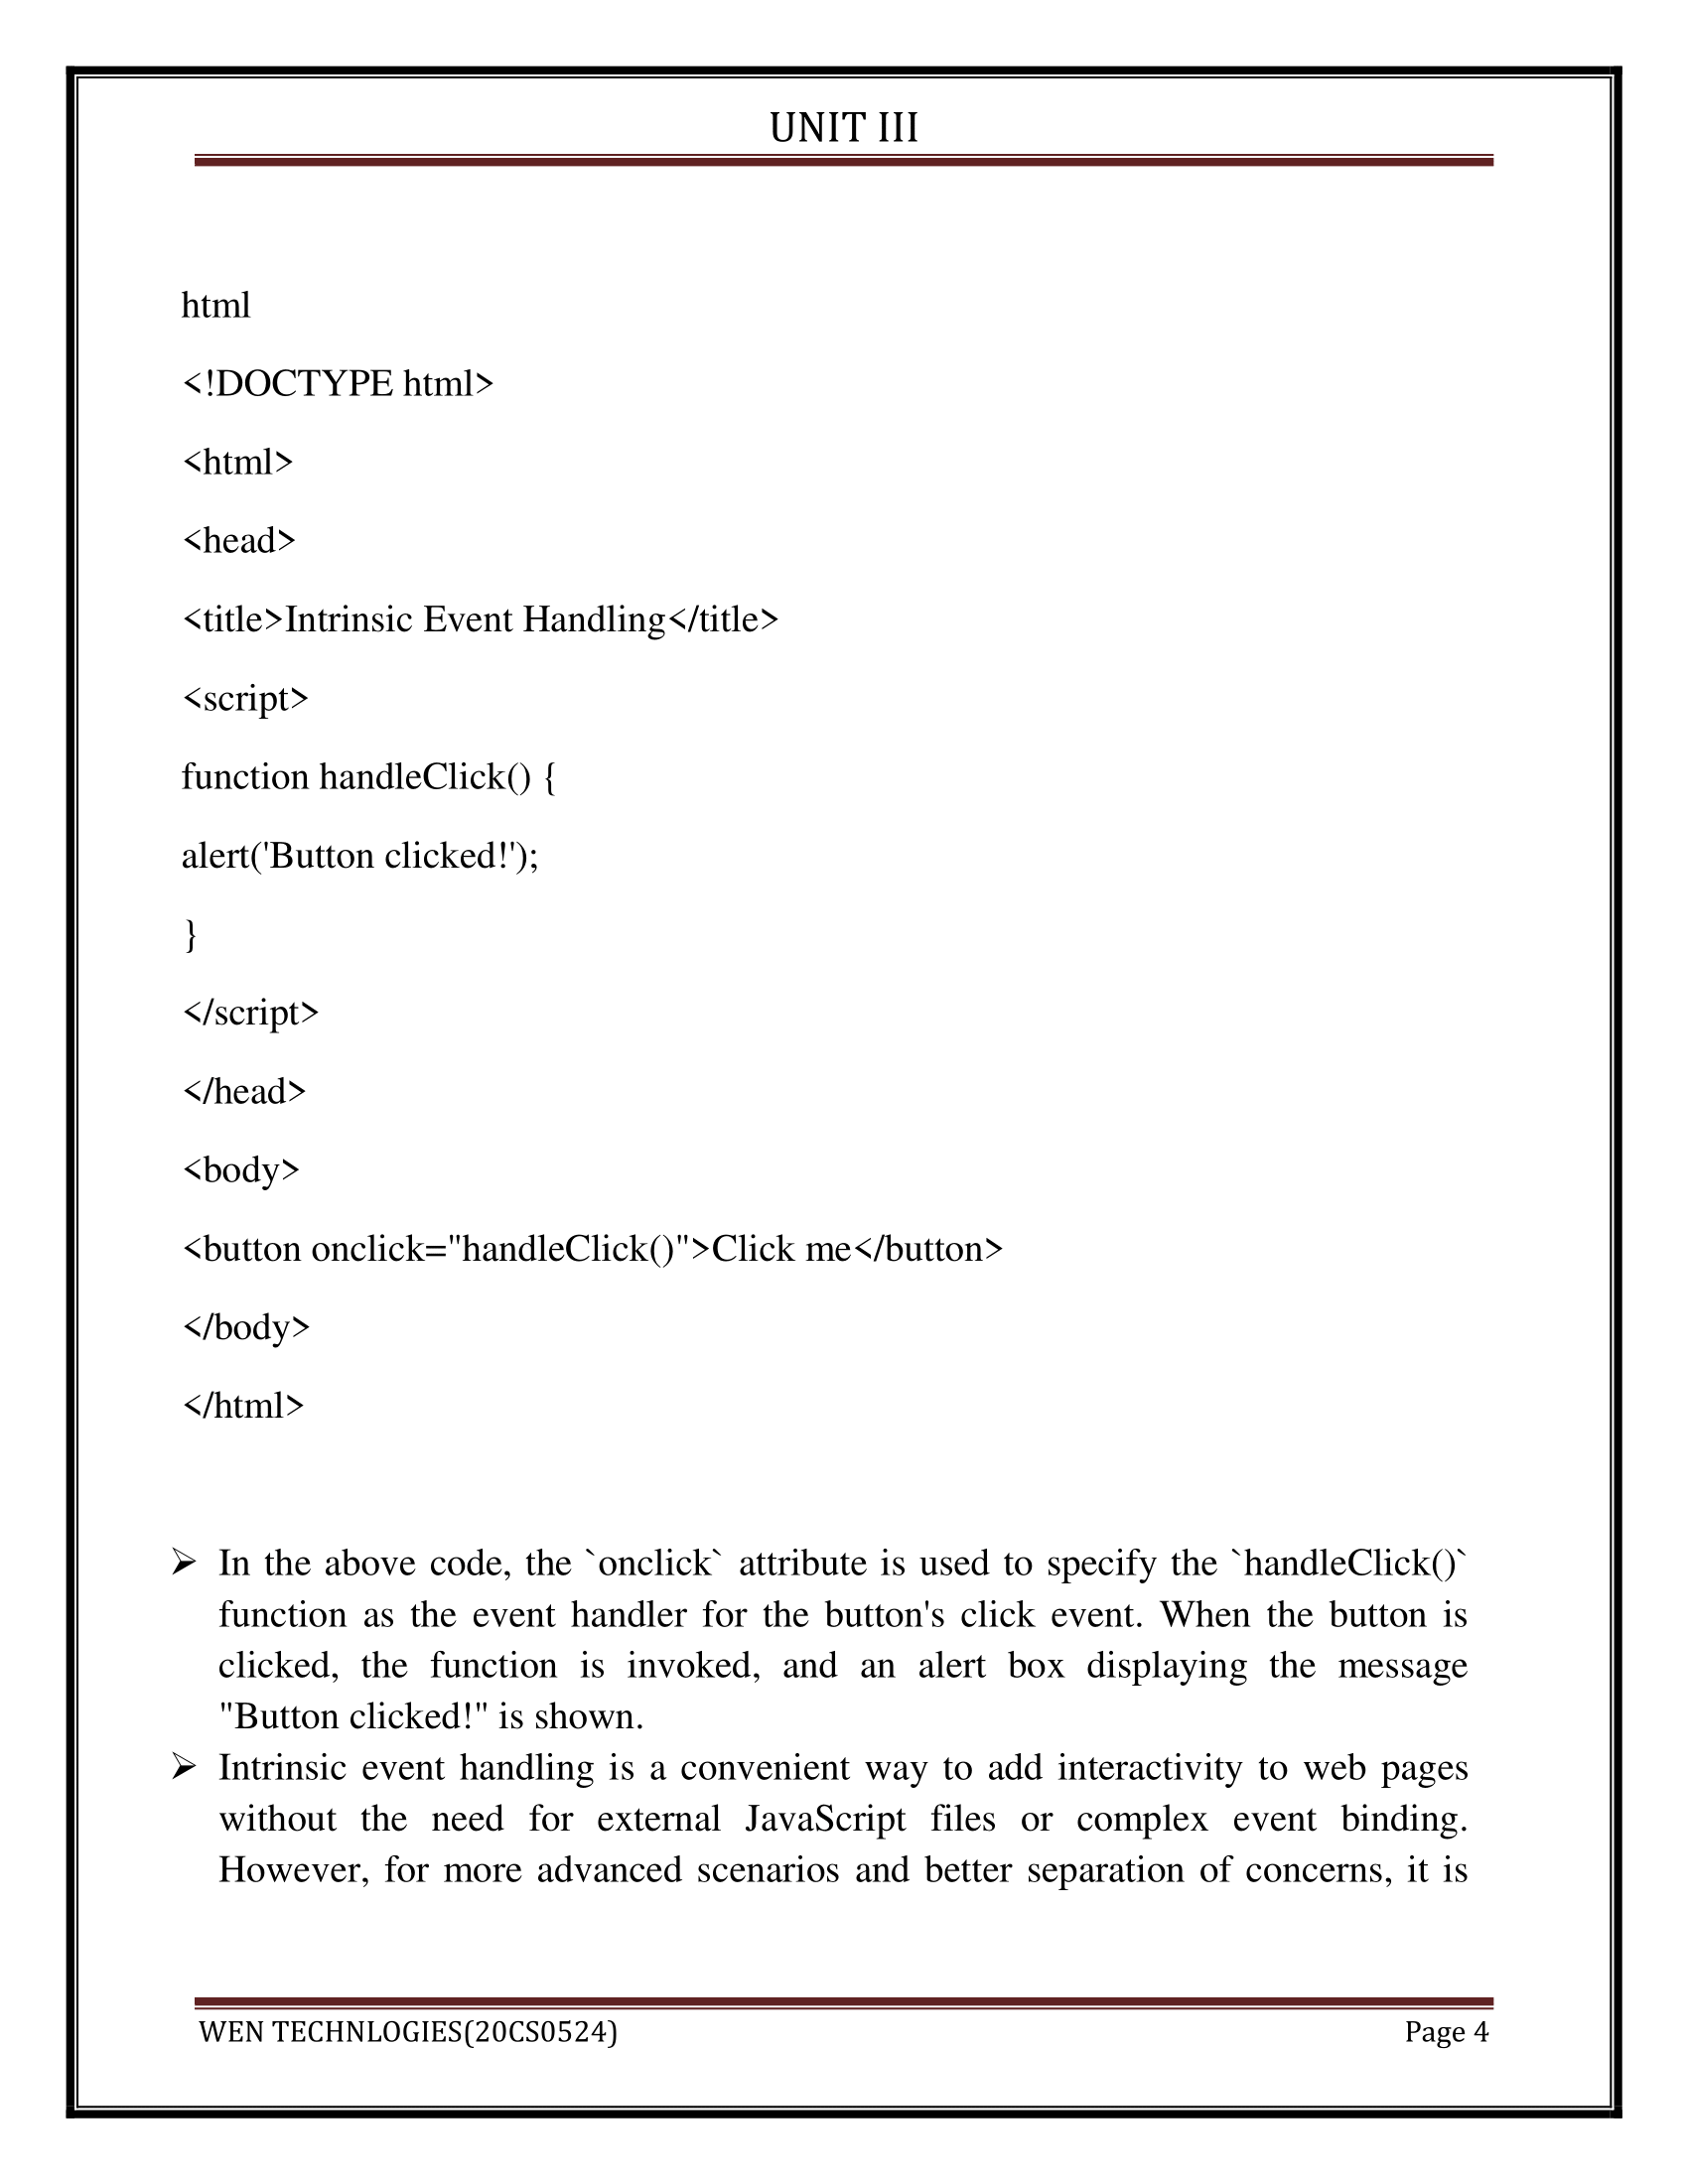 UNIT III
html
<!DOCTYPE html>
<html>
<head>
<title>Intrinsic Event Handling</title>
<script>
function handleClick() {
alert('Button clicked!');
}
</script>
</head>
<body>
<button onclick="handleClick()">Click me</button>
</body>
</html>
➢ In the above code, the `onclick` attribute is used to specify the `handleClick()`
function as the event handler for the button's click event. When the button is
clicked, the function is invoked, and an alert box displaying the message
"Button clicked!" is shown.
➢ Intrinsic event handling is a convenient way to add interactivity to web pages
without the need for external JavaScript files or complex event binding.
However, for more advanced scenarios and better separation of concerns, it is
WEN TECHNLOGIES(20CS0524) Page 4